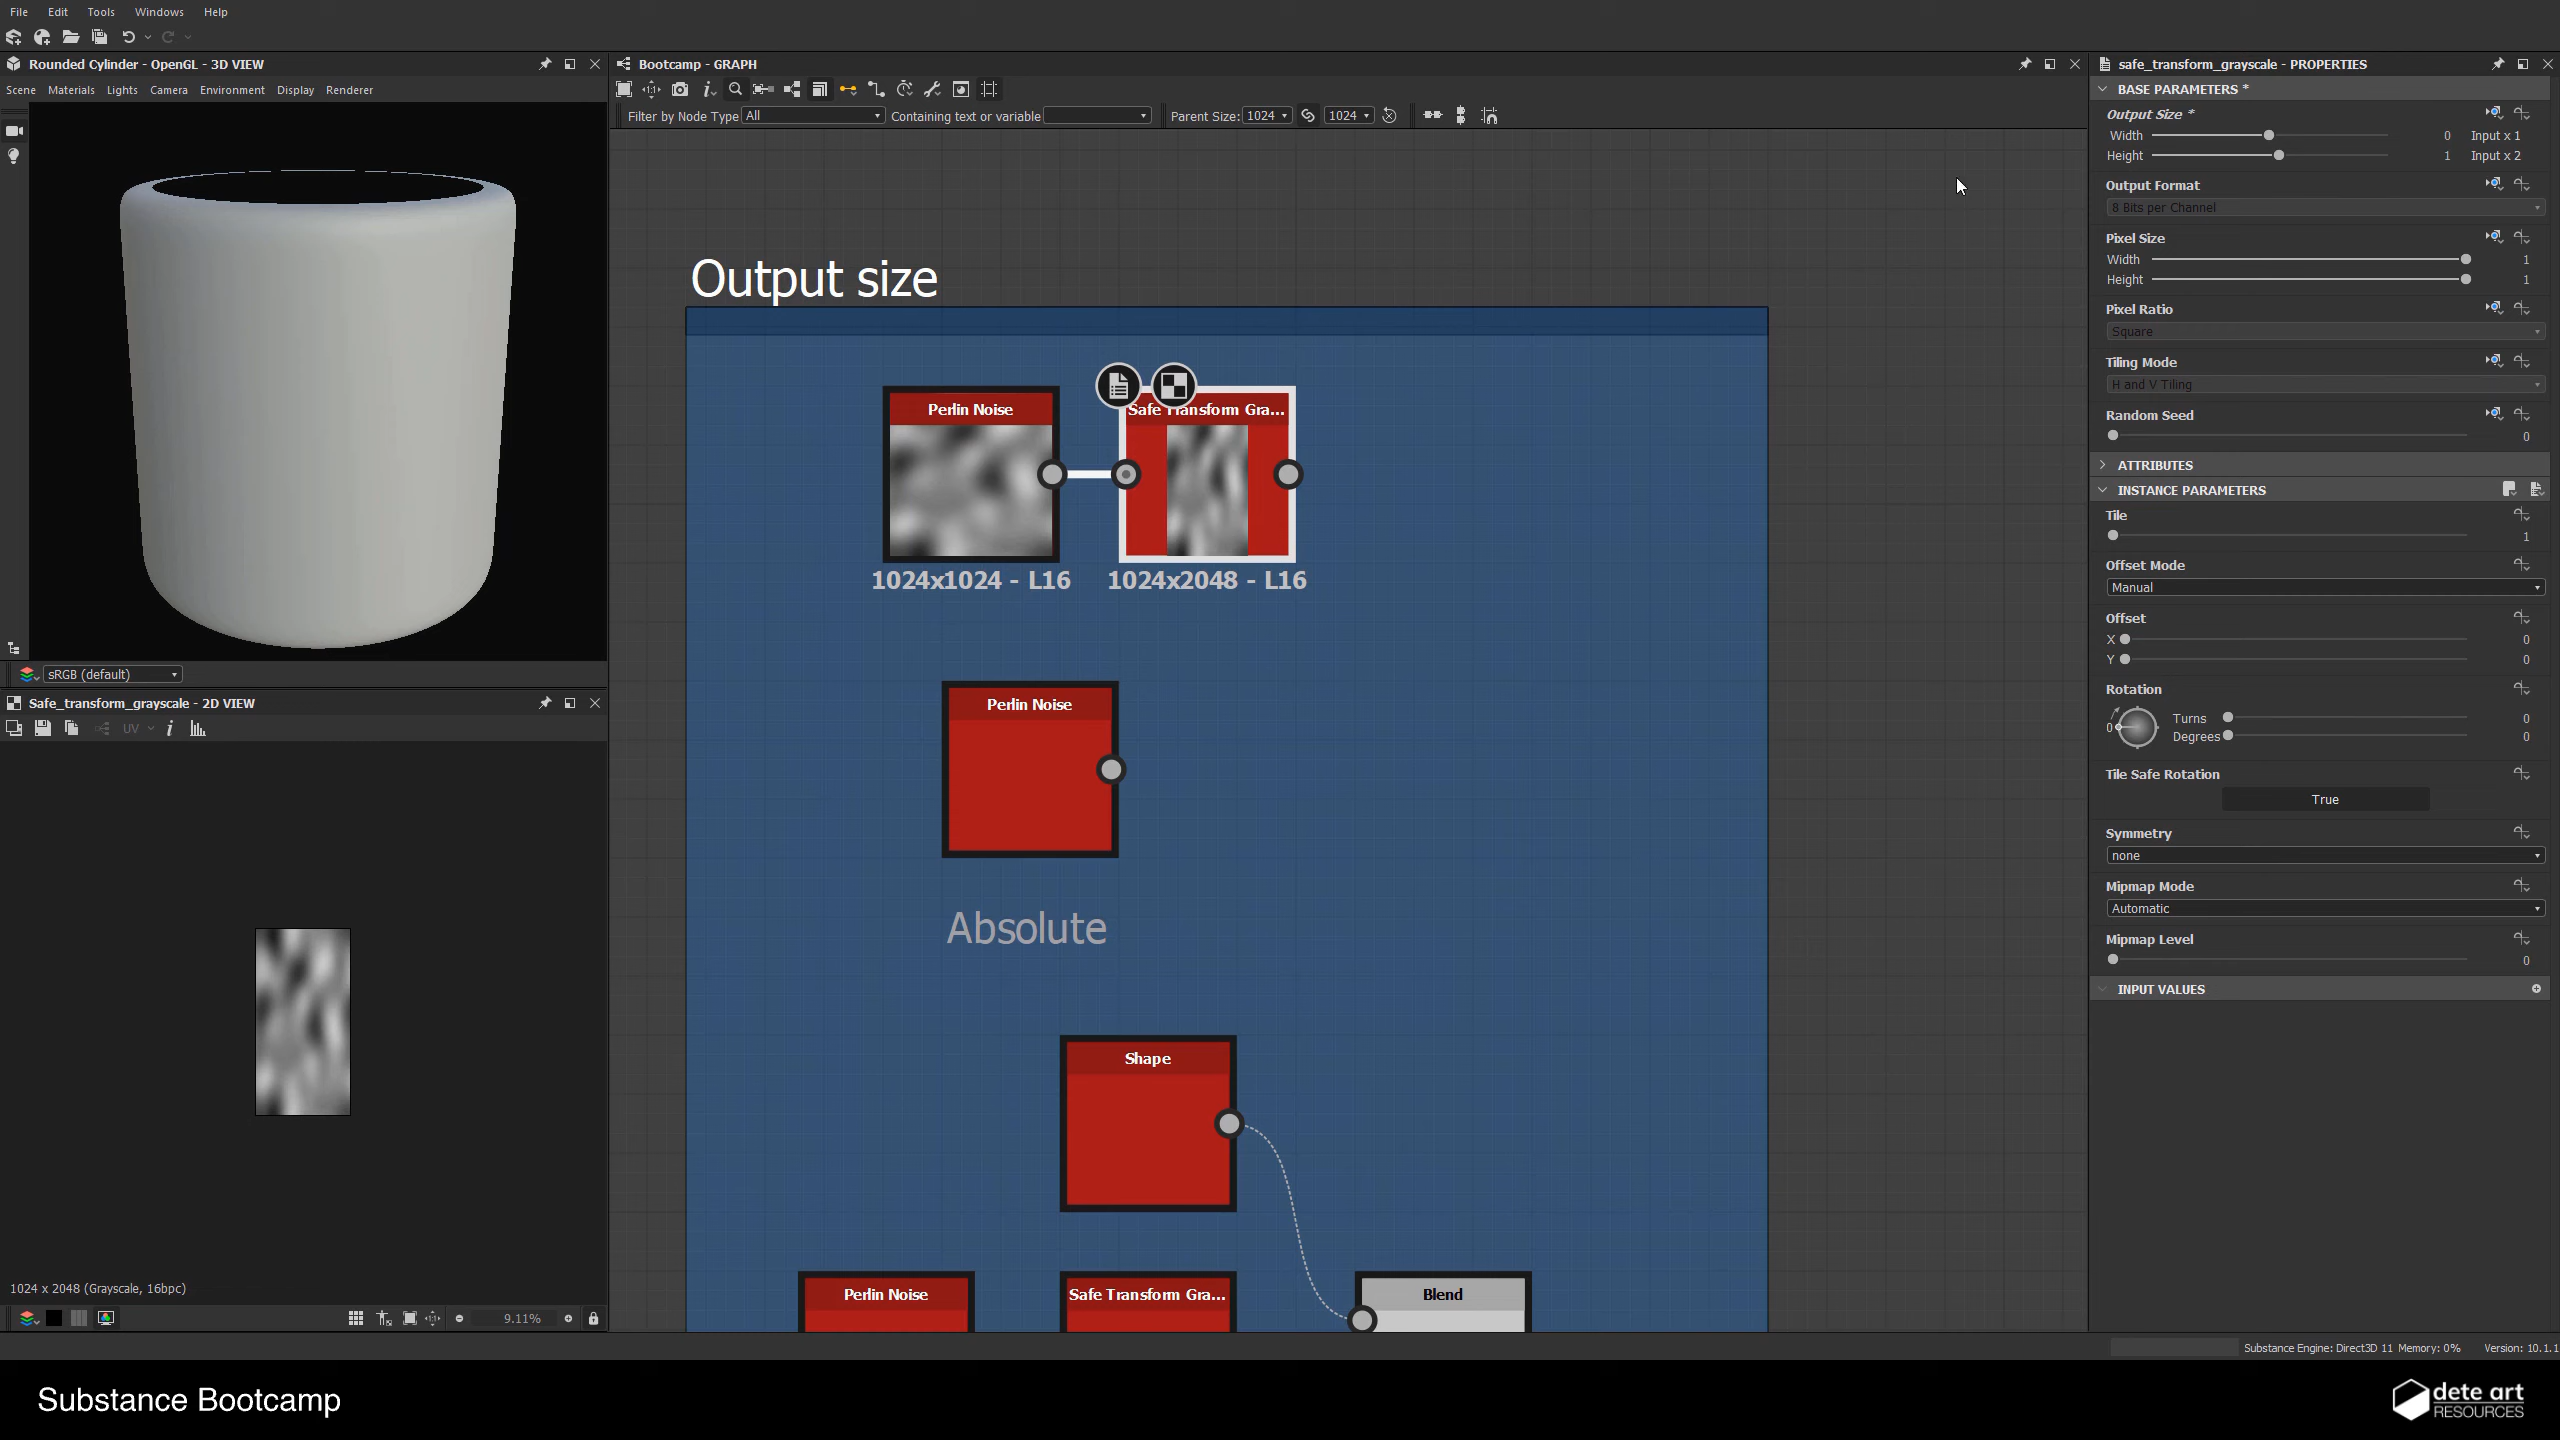 File Edit Tools Windows Help
Rounded Cylinder - OpenGL - 3D VIEW
Scene Materials Lights Camera Environment Display Renderer
sRGB (default)
Safe_transform_grayscale - 2D VIEW
UV
1024 x 2048 (Grayscale, 16bpc)
9.11%
Bootcamp - GRAPH
Filter by Node Type All Containing text or variable Parent Size: 1024 1024
Output size
Perlin Noise
1024x1024 - L16
Safe Transform Gra...
1024x2048 - L16
Perlin Noise
Absolute
Shape
Perlin Noise
Safe Transform Gra...
Blend
safe_transform_grayscale - PROPERTIES
BASE PARAMETERS *
Output Size *
Width 0 Input x 1
Height 1 Input x 2
Output Format
8 Bits per Channel
Pixel Size
Width 1
Height 1
Pixel Ratio
Square
Tiling Mode
H and V Tiling
Random Seed
0
ATTRIBUTES
INSTANCE PARAMETERS
Tile
1
Offset Mode
Manual
Offset
X 0
Y 0
Rotation
0 Turns 0
Degrees 0
Tile Safe Rotation
True
Symmetry
none
Mipmap Mode
Automatic
Mipmap Level
0
INPUT VALUES
Substance Engine: Direct3D 11 Memory: 0% Version: 10.1.1
Substance Bootcamp
dete art
RESOURCES